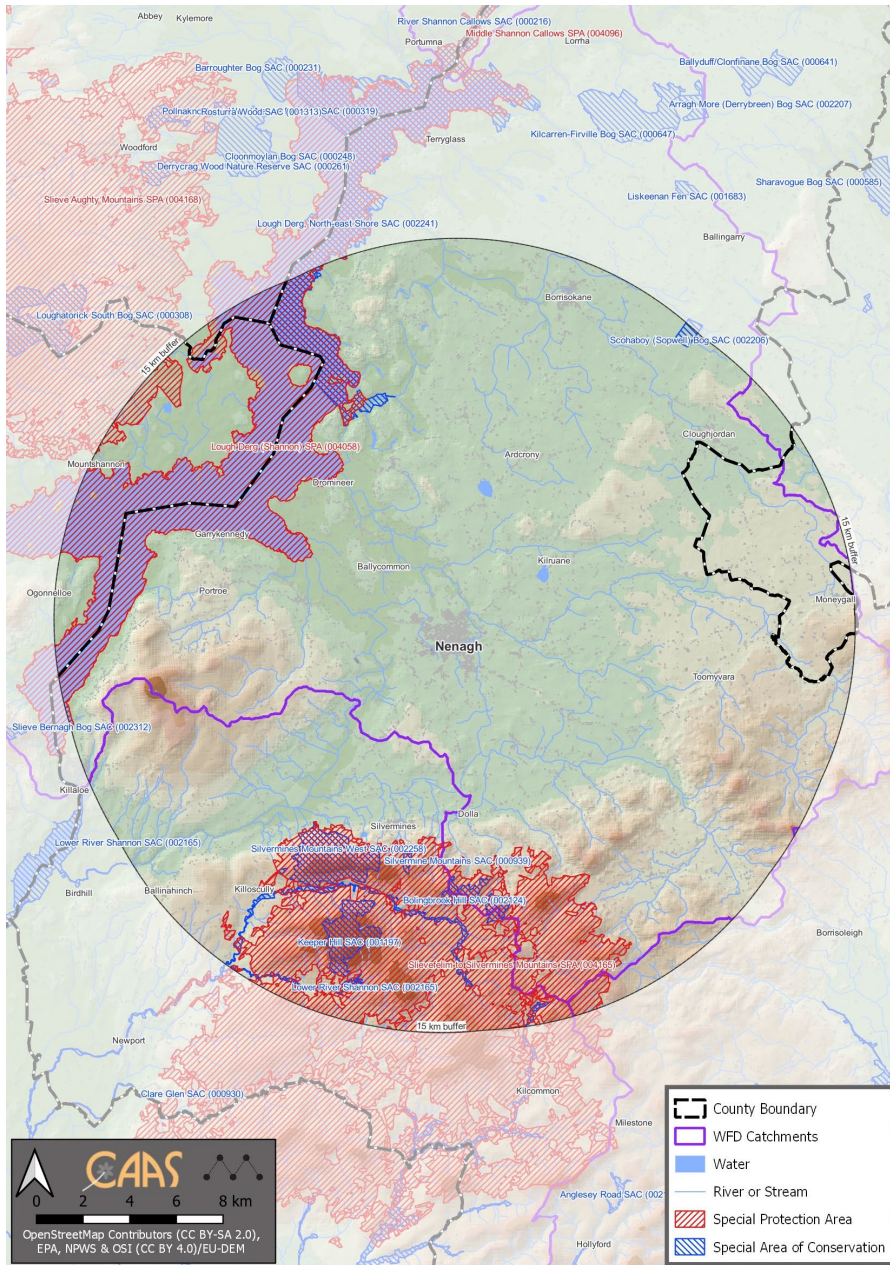 Abbey
Kylemore
River Shannon Callows SAC (000216)
Middle Shannon Callows SPA (004096)
Portumna
Lorrha
Barroughter Bog SAC (000231)
Ballyduff/Clonfinane Bog SAC (000641)
Rosturra Wood SAC (001313)
SAC (000319)
Arragh More (Derrybreen) Bog SAC (002207)
Kilcarren-Firville Bog SAC (000647)
Terryglass
Woodford
Cloonmoylan Bog SAC (000248)
Derrycrag Wood Nature Reserve SAC (000261)
Sharavogue Bog SAC (000585)
Slieve Aughty Mountains SPA (004168)
Liskeenan Fen SAC (001683)
Lough Derg, North-east Shore SAC (002241)
Ballingarry
Borrisokane
Loughatorick South Bog SAC (000308)
15 km buffer
Scohaboy (Sopwell) Bog SAC (002206)
Cloughjordan
Lough Derg (Shannon) SPA (004058)
Mountshannon
Ardcrony
Dromineer
15 km buffer
Garrykennedy
Ballycommon
Kilruane
Ogonnelloe
Portroe
Moneygall
Nenagh
Toomyvara
Slieve Bernagh Bog SAC (002312)
Killaloe
Dolla
Silvermines
Lower River Shannon SAC (002165)
Silvermines Mountains West SAC (002258)
Silvermine Mountains SAC (000939)
Birdhill
Ballinahinch
Killoscully
Bolingbrook Hill SAC (002124)
Borrisoleigh
Keeper Hill SAC (001197)
Slievefelim to Silvermines Mountains SPA (004165)
Lower River Shannon SAC (002165)
15 km buffer
Newport
Clare Glen SAC (000930)
Kilcommon
Milestone
Anglesey Road SAC
Hollyford
County Boundary
WFD Catchments
Water
River or Stream
Special Protection Area
Special Area of Conservation
CAAS
0 2 4 6 8 km
OpenStreetMap Contributors (CC BY-SA 2.0),
EPA, NPWS & OSI (CC BY 4.0)/EU-DEM